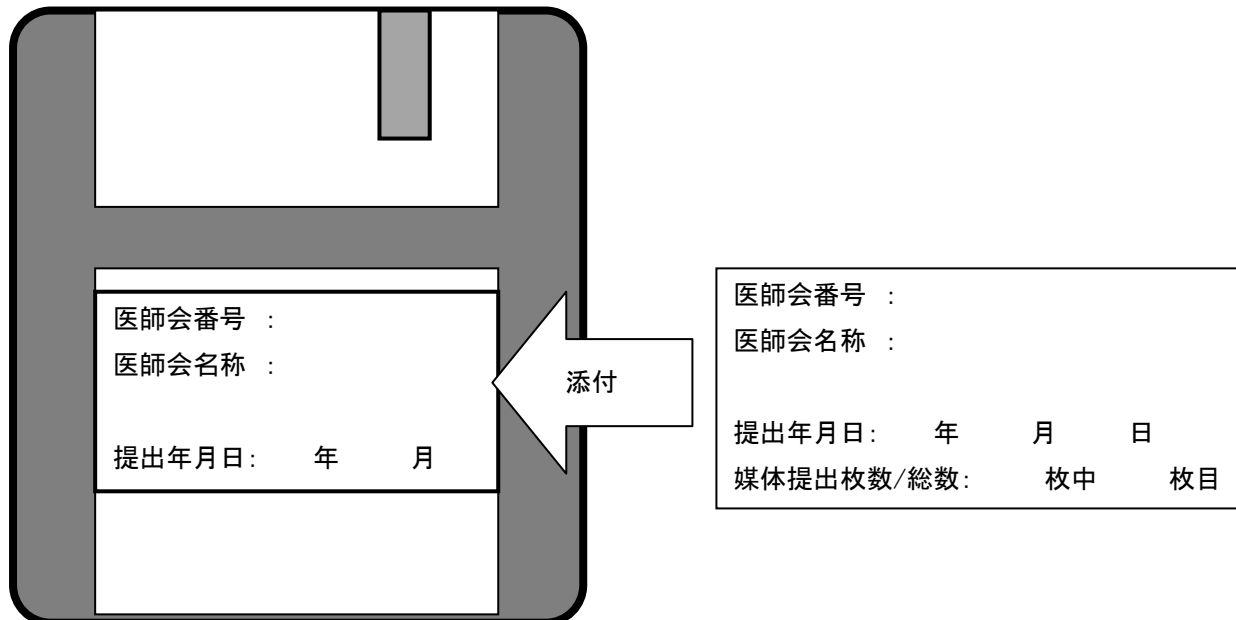 医師会番号 :
医師会名称 :
提出年月日: 年 月
添付
医師会番号 :
医師会名称 :
提出年月日: 年 月 日
媒体提出枚数/総数: 枚中 枚目